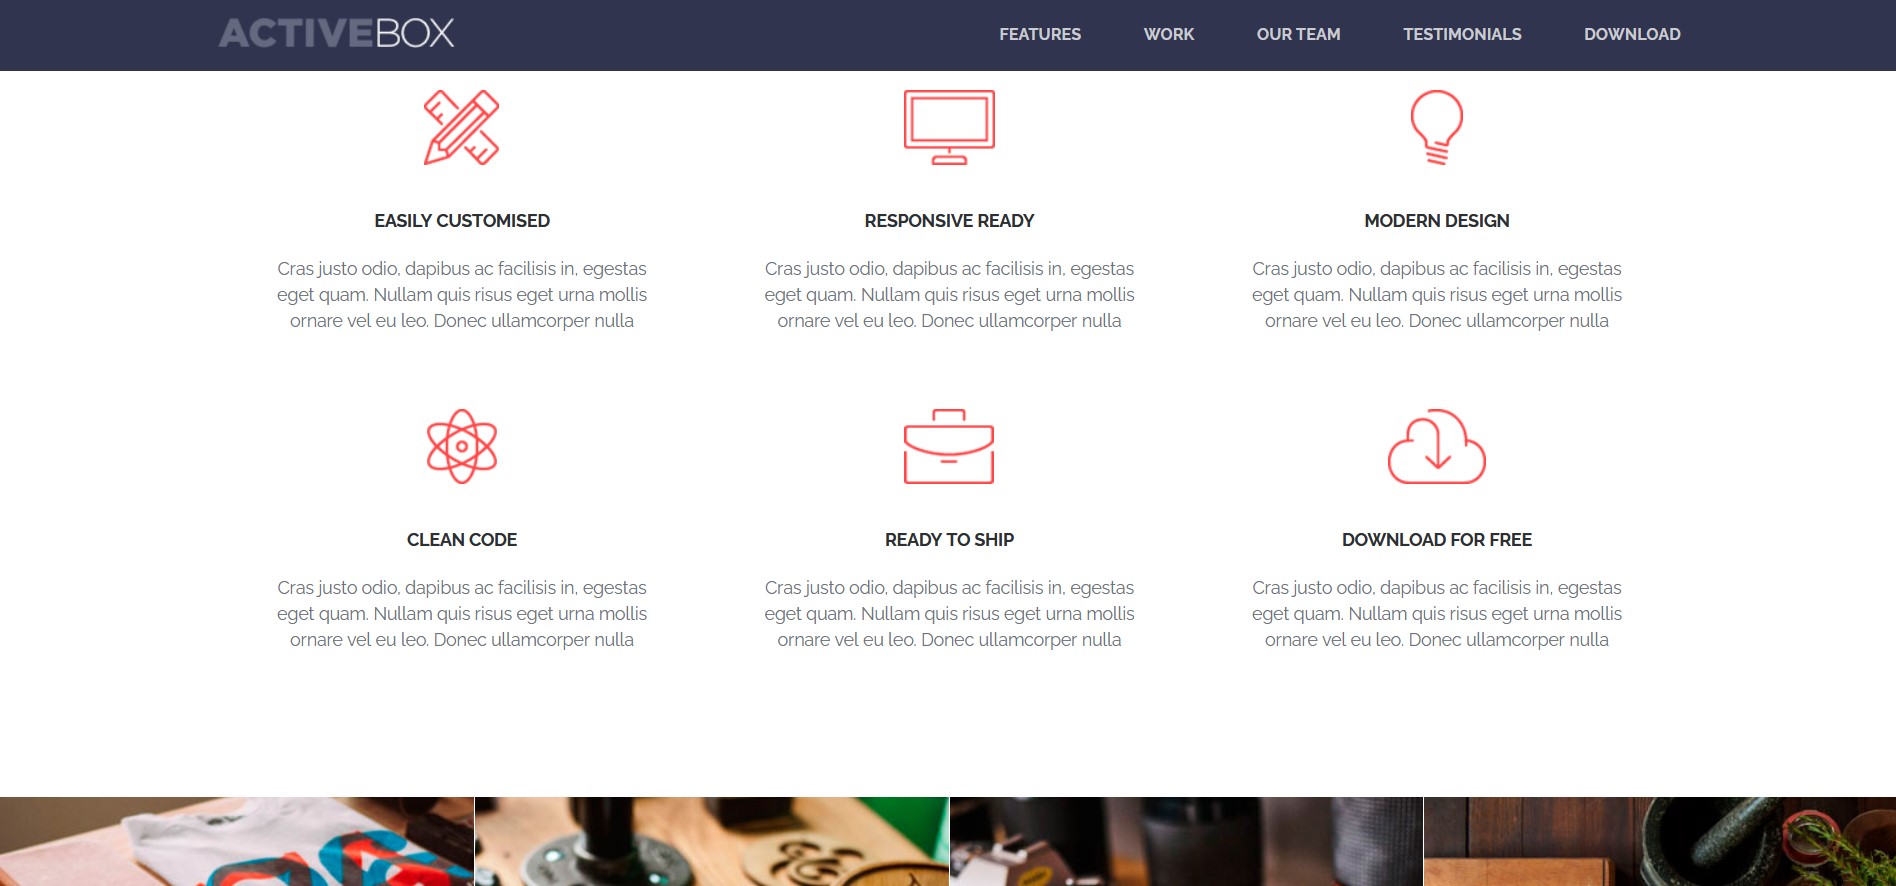 ACTIVEBOX
FEATURES
WORK
OUR TEAM
TESTIMONIALS
DOWNLOAD
EASILY CUSTOMISED
Cras justo odio, dapibus ac facilisis in, egestas
eget quam. Nullam quis risus eget urna mollis
ornare vel eu leo. Donec ullamcorper nulla
RESPONSIVE READY
Cras justo odio, dapibus ac facilisis in, egestas
eget quam. Nullam quis risus eget urna mollis
ornare vel eu leo. Donec ullamcorper nulla
MODERN DESIGN
Cras justo odio, dapibus ac facilisis in, egestas
eget quam. Nullam quis risus eget urna mollis
ornare vel eu leo. Donec ullamcorper nulla
CLEAN CODE
Cras justo odio, dapibus ac facilisis in, egestas
eget quam. Nullam quis risus eget urna mollis
ornare vel eu leo. Donec ullamcorper nulla
READY TO SHIP
Cras justo odio, dapibus ac facilisis in, egestas
eget quam. Nullam quis risus eget urna mollis
ornare vel eu leo. Donec ullamcorper nulla
DOWNLOAD FOR FREE
Cras justo odio, dapibus ac facilisis in, egestas
eget quam. Nullam quis risus eget urna mollis
ornare vel eu leo. Donec ullamcorper nulla
&